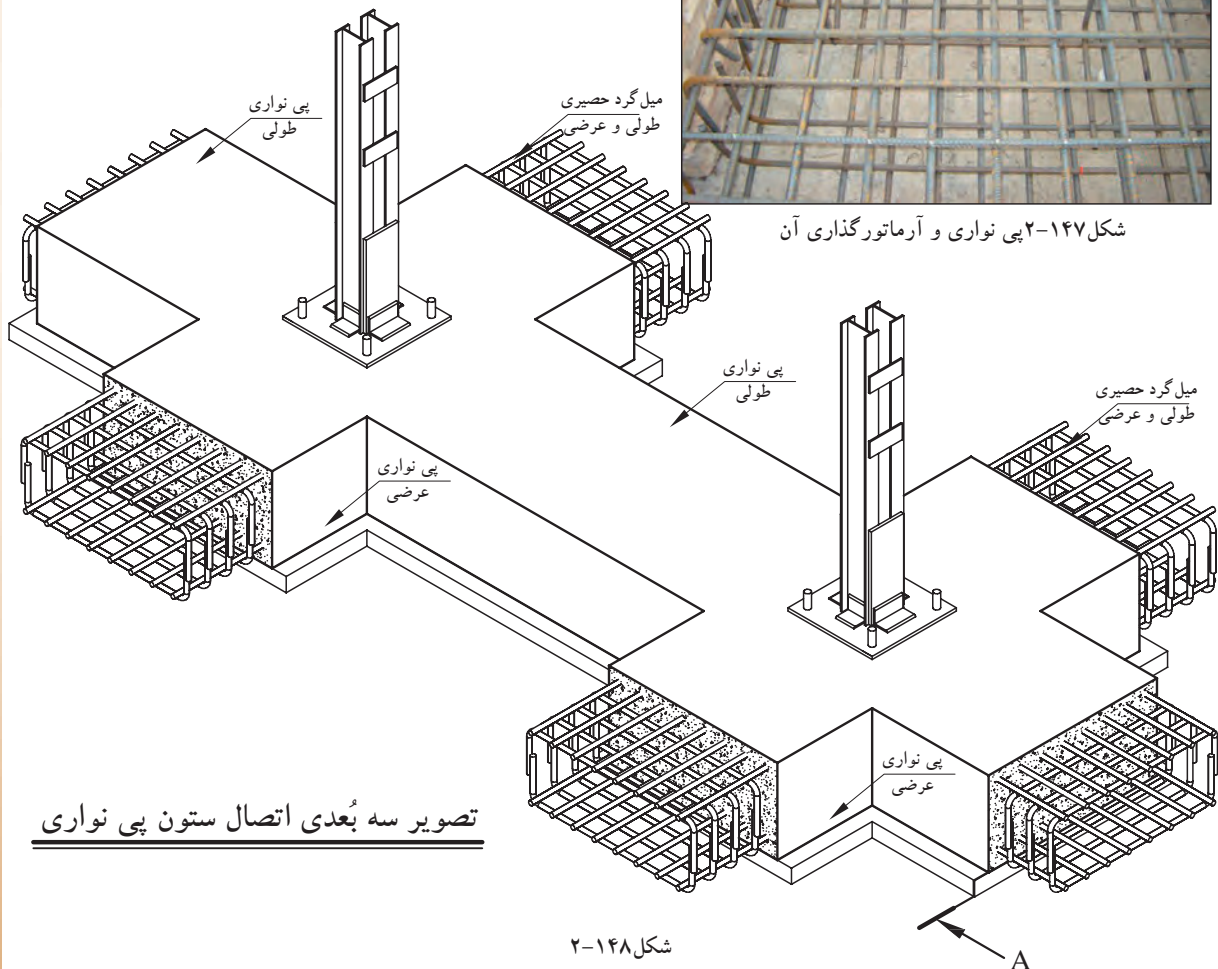 شکل۱۴۷-۲پی نواری و آرماتورگذاری آن
پی نواری
طولی
میل‌گرد حصیری
طولی و عرضی
پی نواری
طولی
میل‌گرد حصیری
طولی و عرضی
پی نواری
عرضی
پی نواری
عرضی
تصویر سه بُعدی اتصال ستون پی نواری
شکل۱۴۸-۲
A